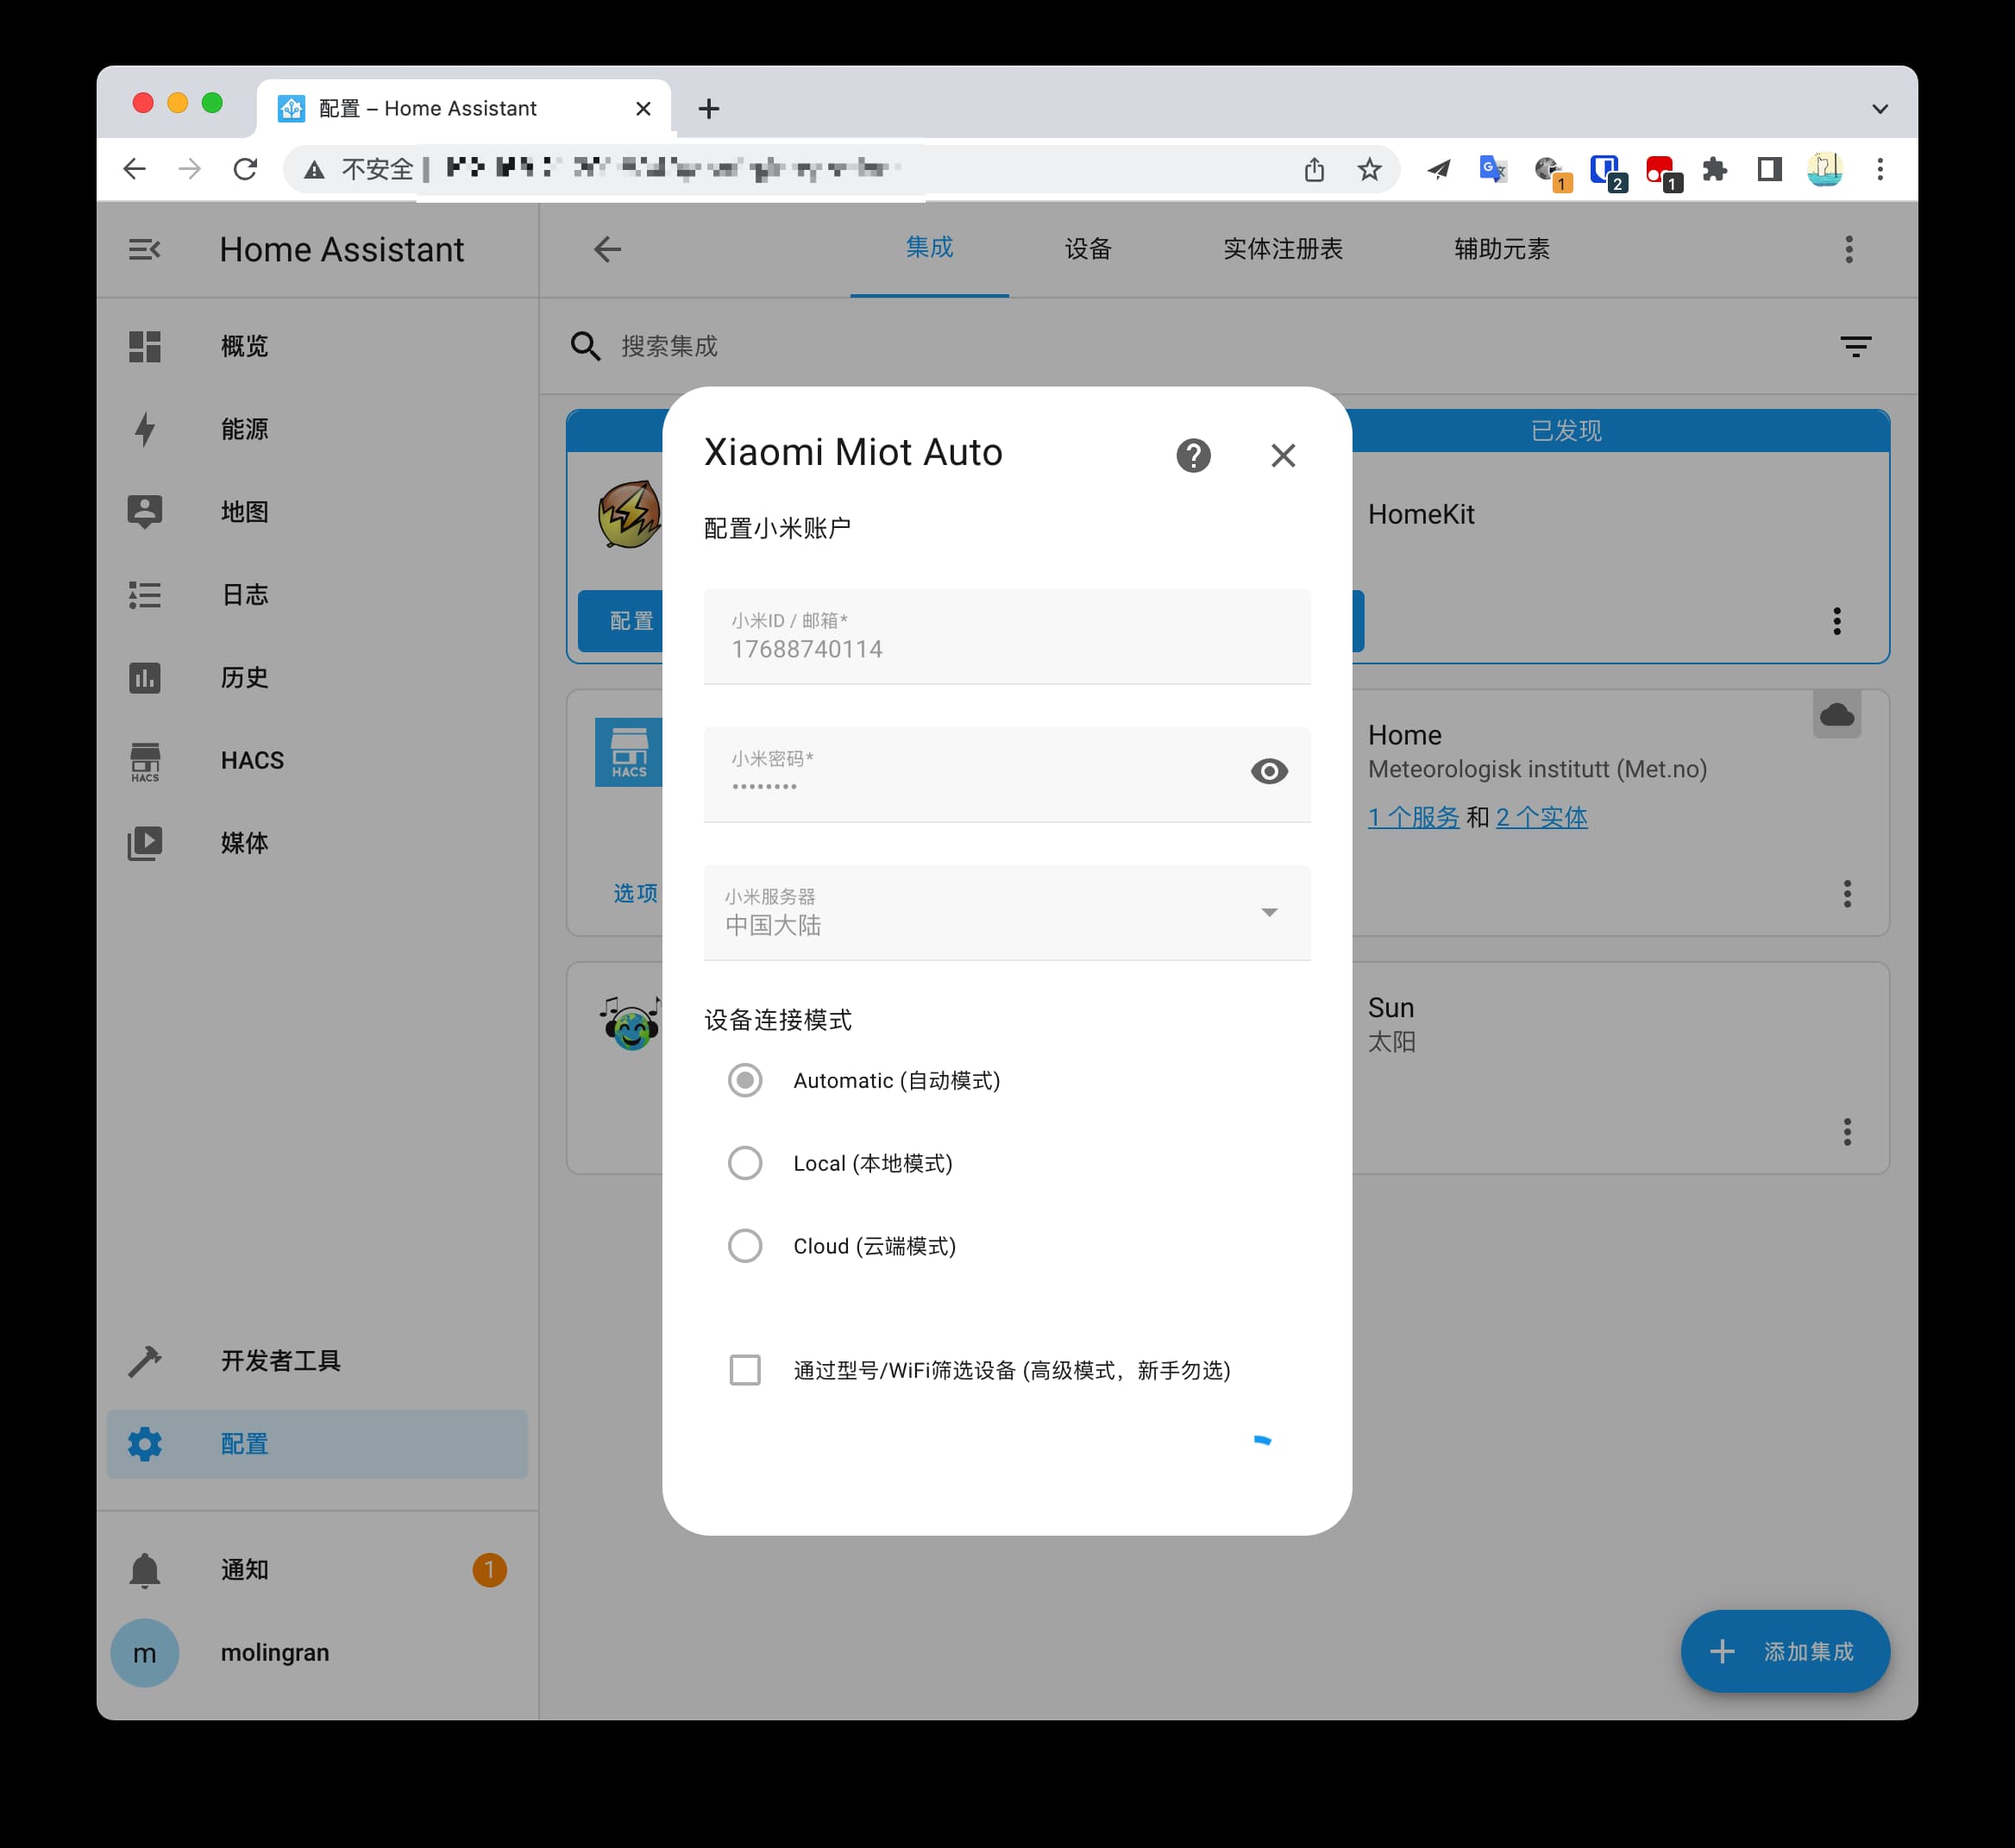 配置 – Home Assistant
不安全
1
2
1
Home Assistant
集成
设备
实体注册表
辅助元素
概览
能源
地图
日志
历史
HACS
HACS
媒体
开发者工具
配置
通知
1
m
molingran
搜索集成
已发现
HomeKit
配置
HACS
选项
Home
Meteorologisk institutt (Met.no)
1 个服务 和 2 个实体
Sun
太阳
添加集成
Xiaomi Miot Auto
配置小米账户
小米ID / 邮箱*
17688740114
小米密码*
••••••••
小米服务器
中国大陆
设备连接模式
Automatic (自动模式)
Local (本地模式)
Cloud (云端模式)
通过型号/WiFi筛选设备 (高级模式，新手勿选)